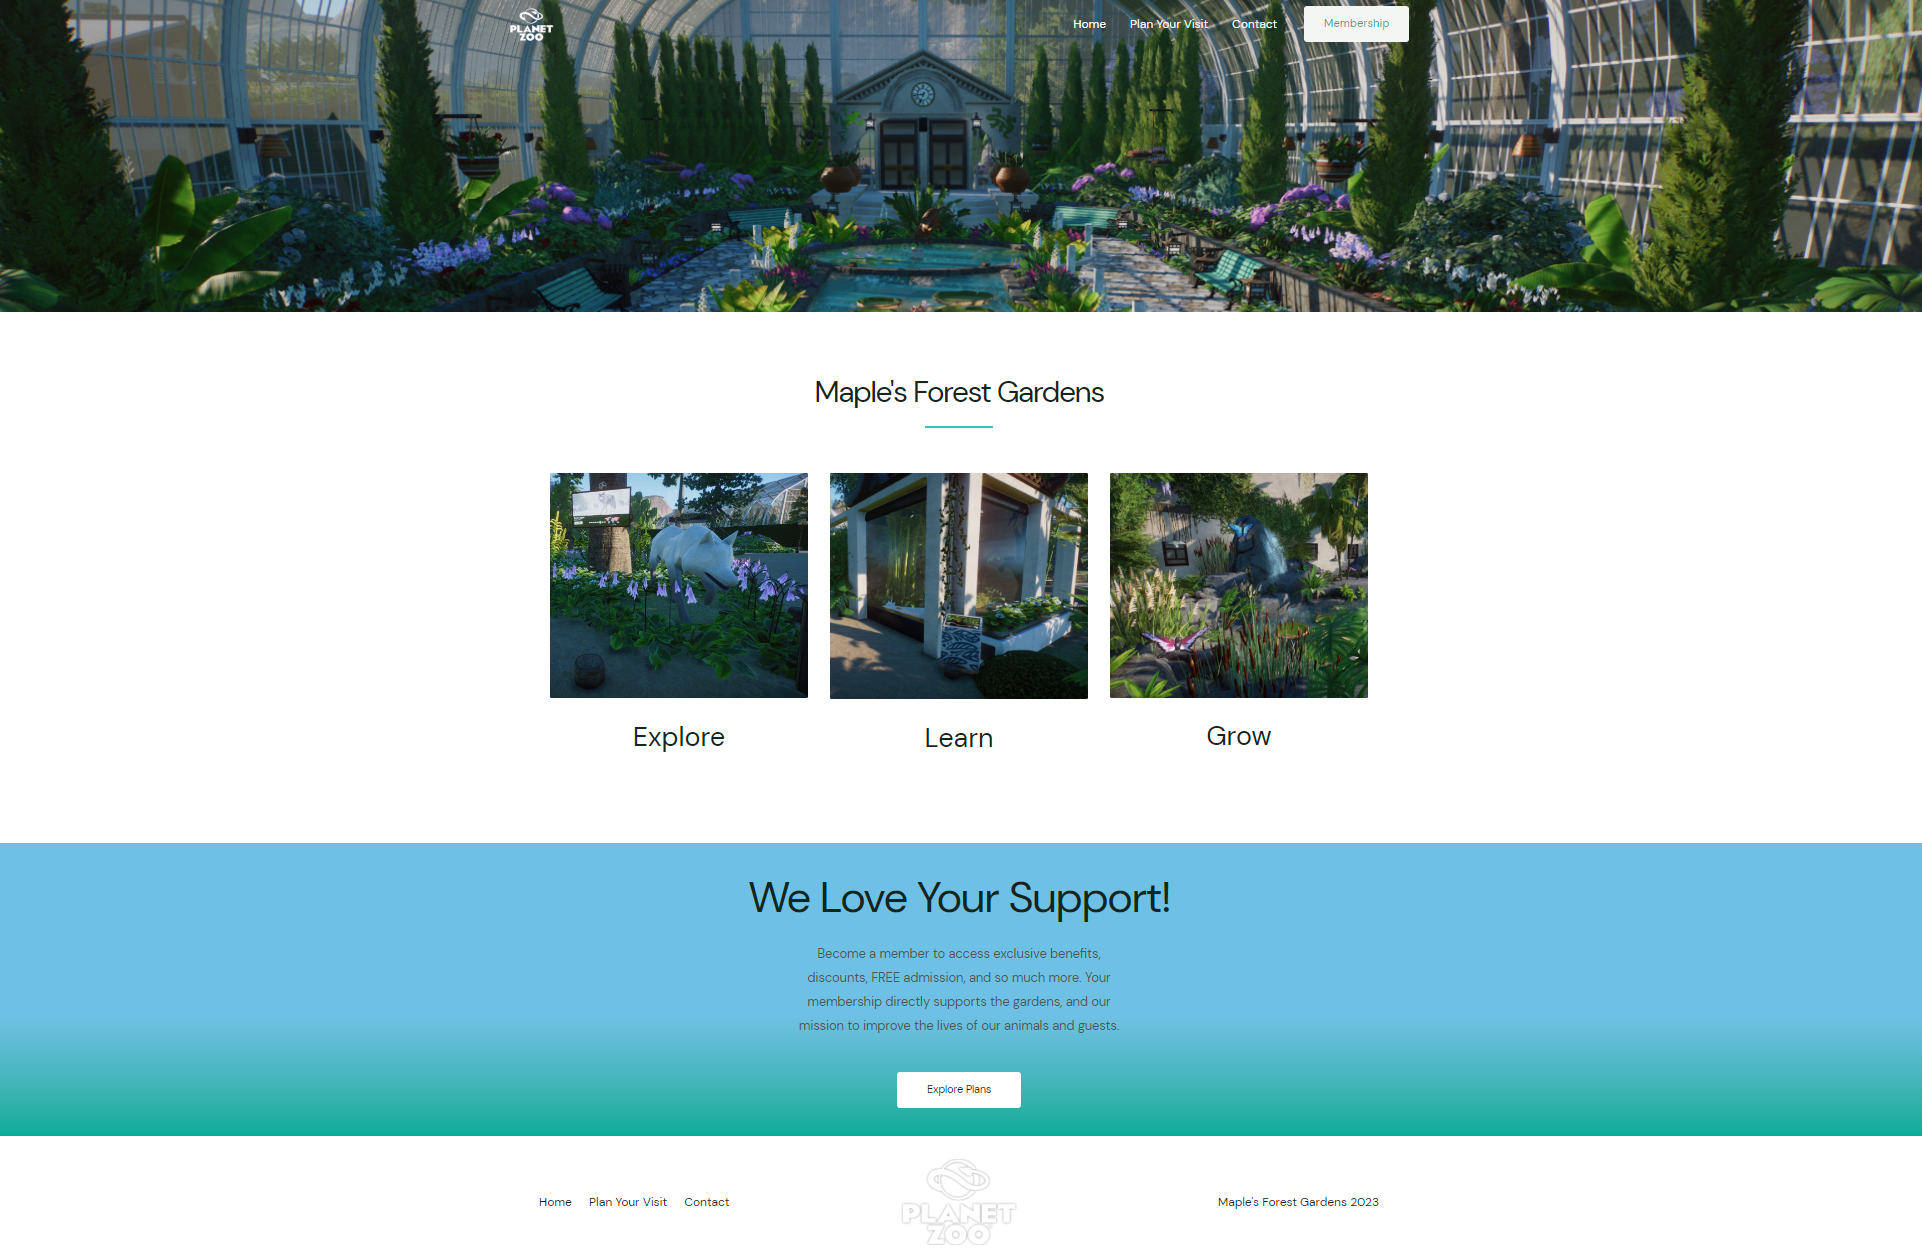 PLANET
ZOO
Home Plan Your Visit Contact Membership
Maple's Forest Gardens
Explore
Learn
Grow
We Love Your Support!
Become a member to access exclusive benefits,
discounts, FREE admission, and so much more. Your
membership directly supports the gardens, and our
mission to improve the lives of our animals and guests.
Explore Plans
Home Plan Your Visit Contact
PLANET
ZOO
Maple's Forest Gardens 2023